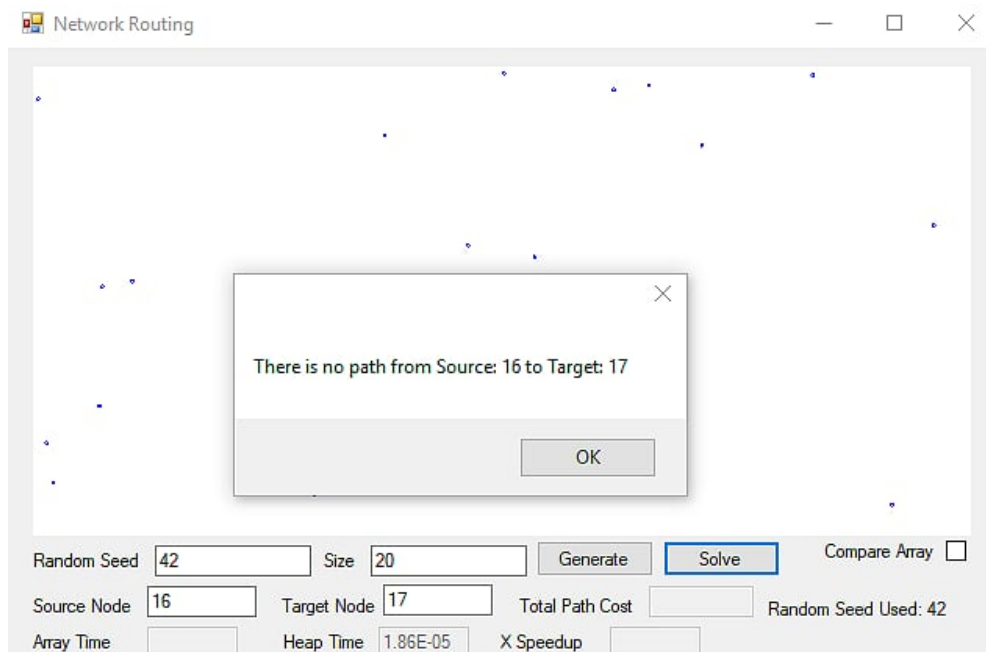 Network Routing
There is no path from Source: 16 to Target: 17
OK
Random Seed 42 Size 20 Generate Solve Compare Array
Source Node 16 Target Node 17 Total Path Cost Random Seed Used: 42
Array Time Heap Time 1.86E-05 X Speedup